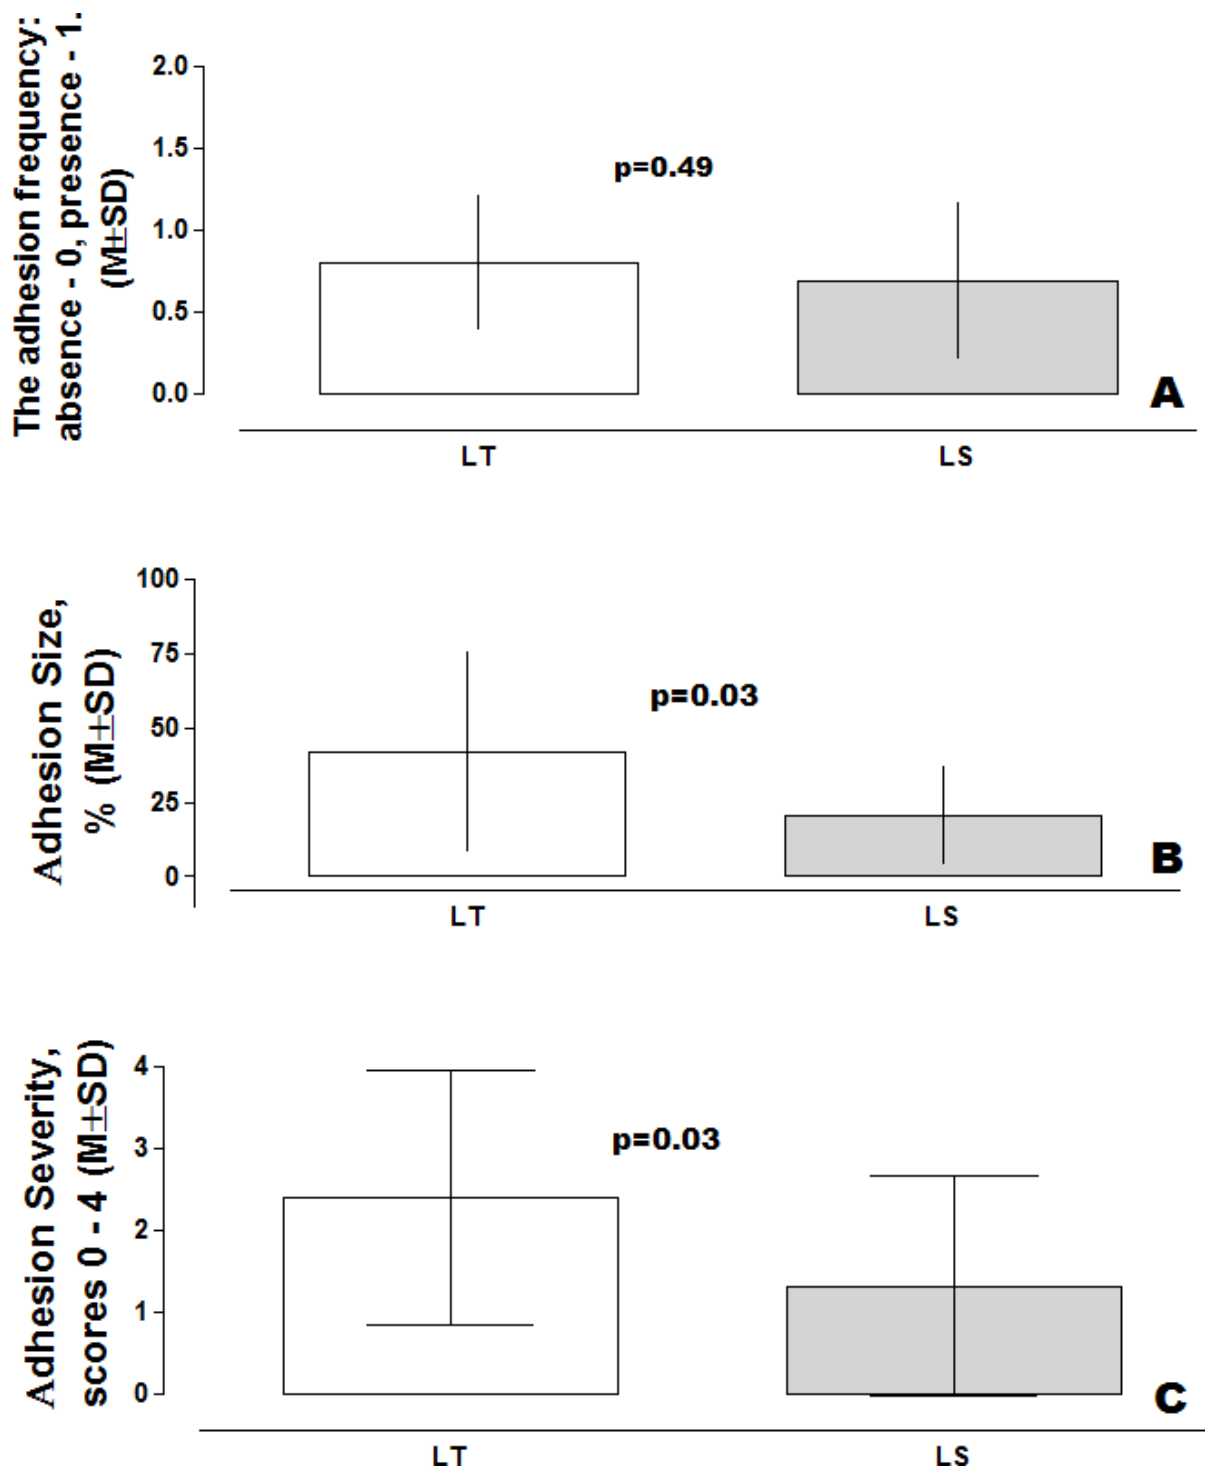 The adhesion frequency:
absence - 0, presence - 1.
(M±SD)
2.0
1.5
1.0
0.5
0.0
p=0.49
A
LT
LS
Adhesion Size,
% (M±SD)
100
75
50
25
0
p=0.03
B
LT
LS
Adhesion Severity,
scores 0 - 4 (M±SD)
4
3
2
1
0
p=0.03
C
LT
LS